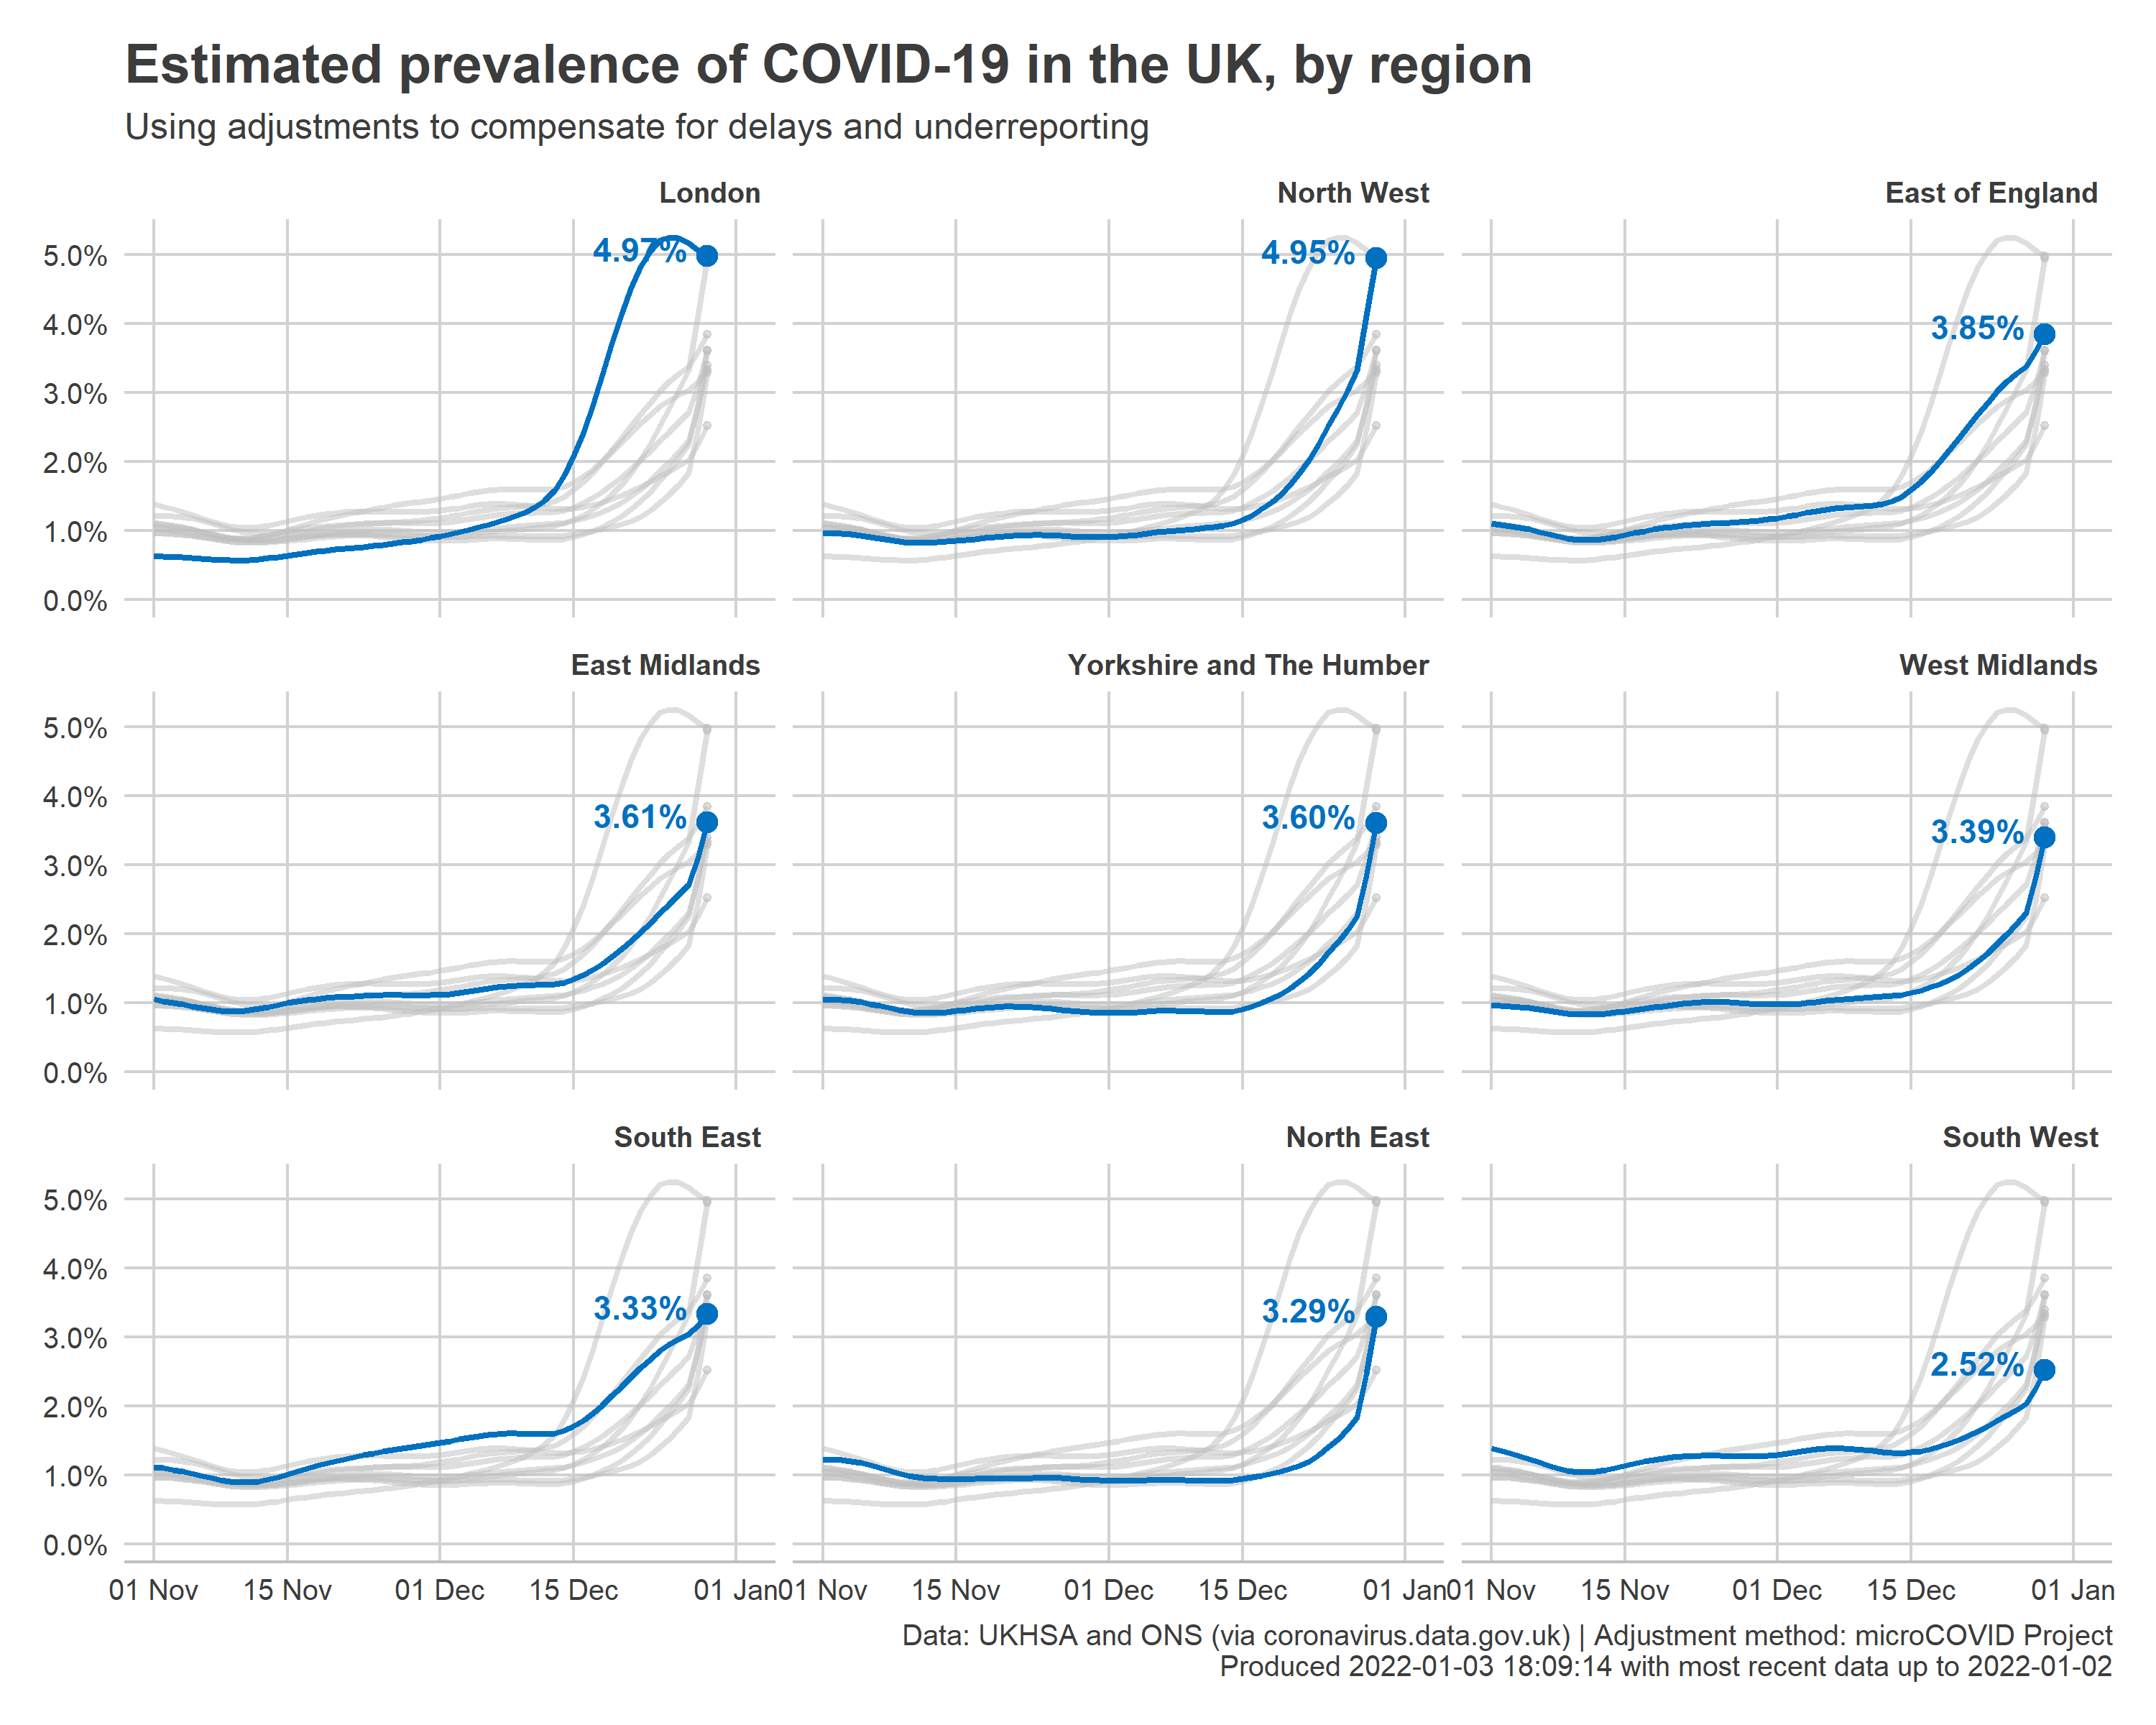 Estimated prevalence of COVID-19 in the UK, by region
Using adjustments to compensate for delays and underreporting
London
North West
East of England
5.0%
4.0%
3.0%
2.0%
1.0%
0.0%
4.97%
4.95%
3.85%
East Midlands
Yorkshire and The Humber
West Midlands
5.0%
4.0%
3.0%
2.0%
1.0%
0.0%
3.61%
3.60%
3.39%
South East
North East
South West
5.0%
4.0%
3.0%
2.0%
1.0%
0.0%
3.33%
3.29%
2.52%
01 Nov 15 Nov 01 Dec 15 Dec 01 Jan
01 Nov 15 Nov 01 Dec 15 Dec 01 Jan
01 Nov 15 Nov 01 Dec 15 Dec 01 Jan
Data: UKHSA and ONS (via coronavirus.data.gov.uk) | Adjustment method: microCOVID Project
Produced 2022-01-03 18:09:14 with most recent data up to 2022-01-02